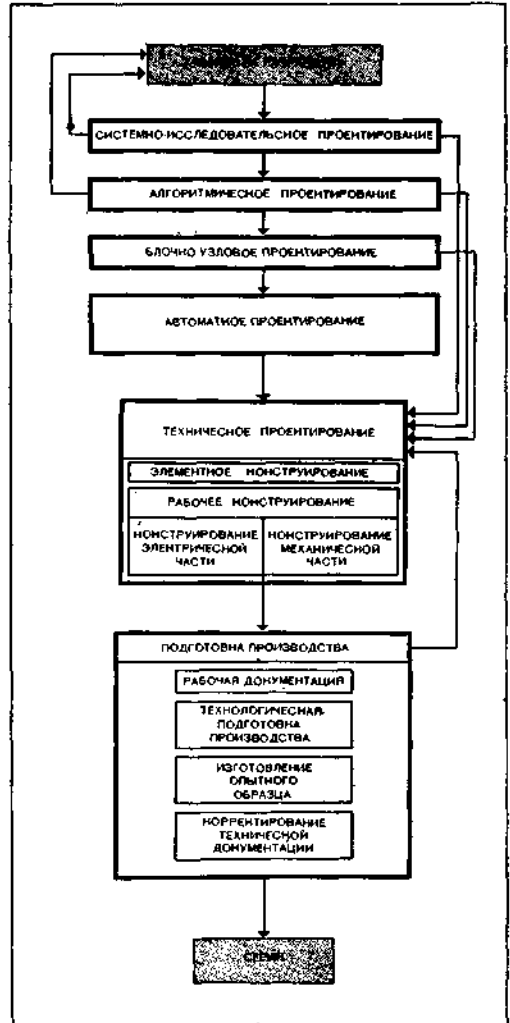 СИСТЕМНО-ИССЛЕДОВАТЕЛЬСКОЕ ПРОЕКТИРОВАНИЕ
АЛГОРИТМИЧЕСКОЕ ПРОЕКТИРОВАНИЕ
БЛОЧНО УЗЛОВОЕ ПРОЕКТИРОВАНИЕ
АВТОМАТНОЕ ПРОЕКТИРОВАНИЕ
ТЕХНИЧЕСКОЕ ПРОЕКТИРОВАНИЕ
ЭЛЕМЕНТНОЕ КОНСТРУИРОВАНИЕ
РАБОЧЕЕ КОНСТРУИРОВАНИЕ
КОНСТРУИРОВАНИЕ
ЭЛЕКТРИЧЕСКОЙ
ЧАСТИ
КОНСТРУИРОВАНИЕ
МЕХАНИЧЕСКОЙ
ЧАСТИ
ПОДГОТОВКА ПРОИЗВОДСТВА
РАБОЧАЯ ДОКУМЕНТАЦИЯ
ТЕХНОЛОГИЧЕСКАЯ
ПОДГОТОВКА
ПРОИЗВОДСТВА
ИЗГОТОВЛЕНИЕ
ОПЫТНОГО
ОБРАЗЦА
КОРРЕКТИРОВАНИЕ
ТЕХНИЧЕСКОЙ
ДОКУМЕНТАЦИИ